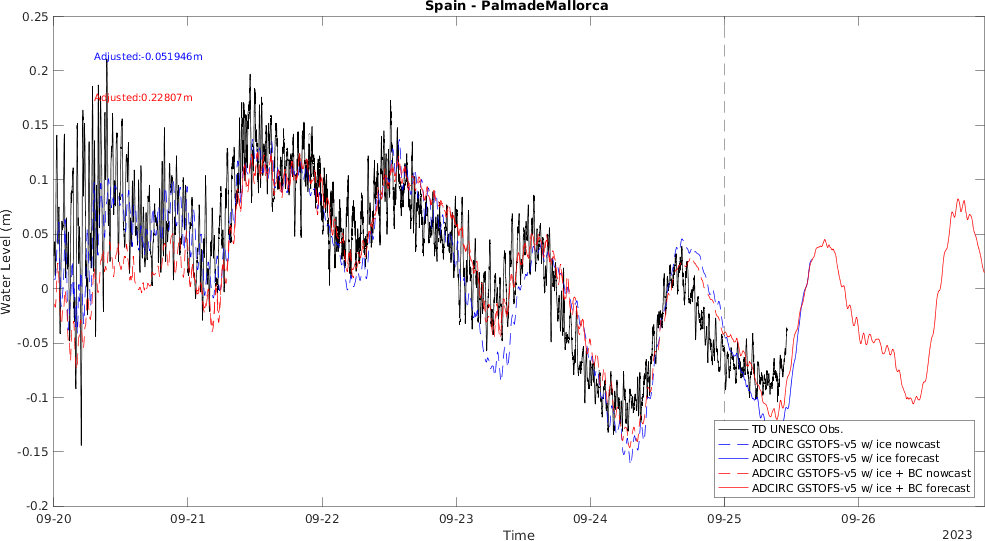 Spain - PalmadeMallorca
0.25
0.2
0.15
0.1
0.05
0
-0.05
-0.1
-0.15
-0.2
Water Level (m)
Adjusted:-0.051946m
Adjusted:0.22807m
TD UNESCO Obs.
ADCIRC GSTOFS-v5 w/ ice nowcast
ADCIRC GSTOFS-v5 w/ ice forecast
ADCIRC GSTOFS-v5 w/ ice + BC nowcast
ADCIRC GSTOFS-v5 w/ ice + BC forecast
09-20 09-21 09-22 09-23 09-24 09-25 09-26
Time
2023